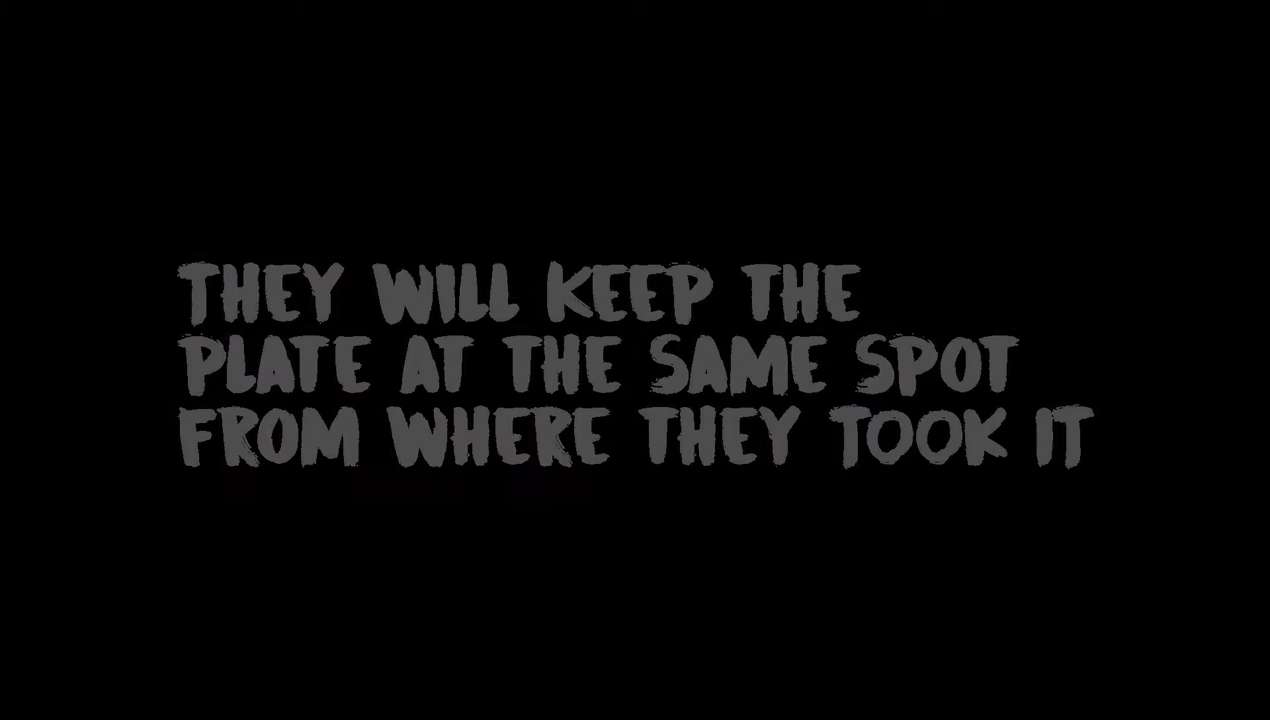 THEY WILL KEEP THE
PLATE AT THE SAME SPOT
FROM WHERE THEY TOOK IT